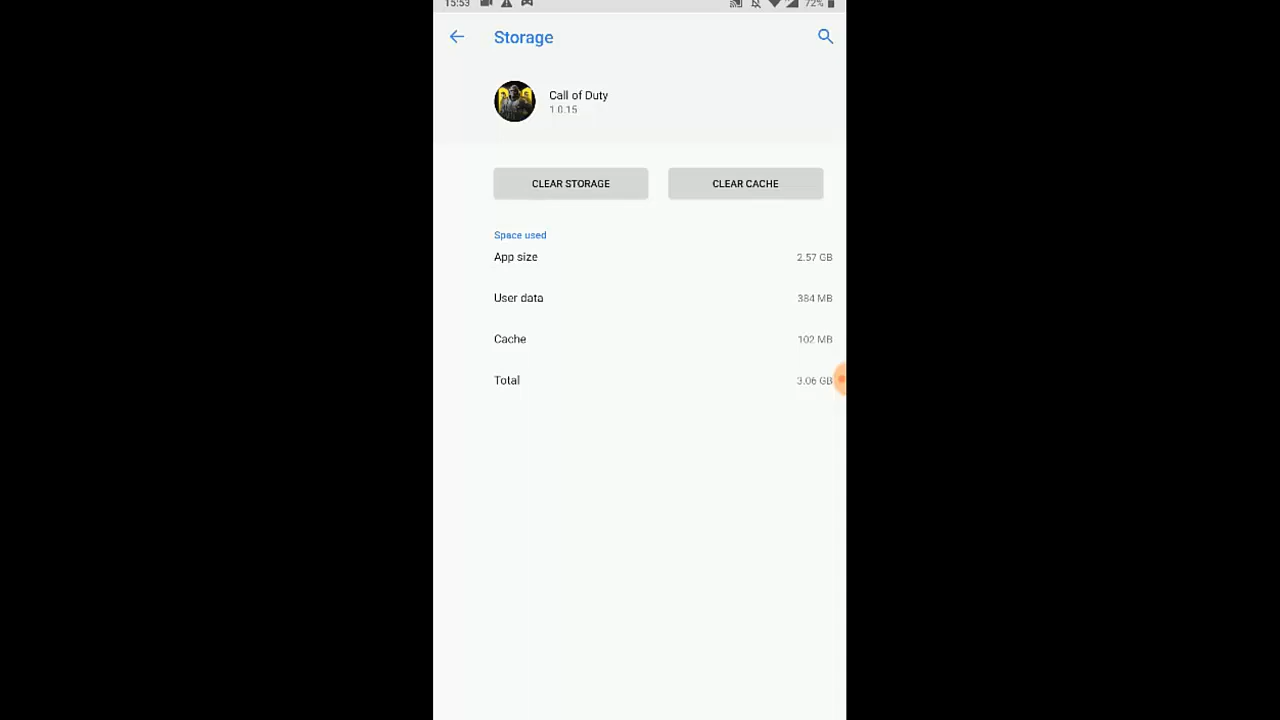 15:53 72%
Storage
Call of Duty
1.0.15
CLEAR STORAGE CLEAR CACHE
Space used
App size 2.57 GB
User data 384 MB
Cache 102 MB
Total 3.06 GB